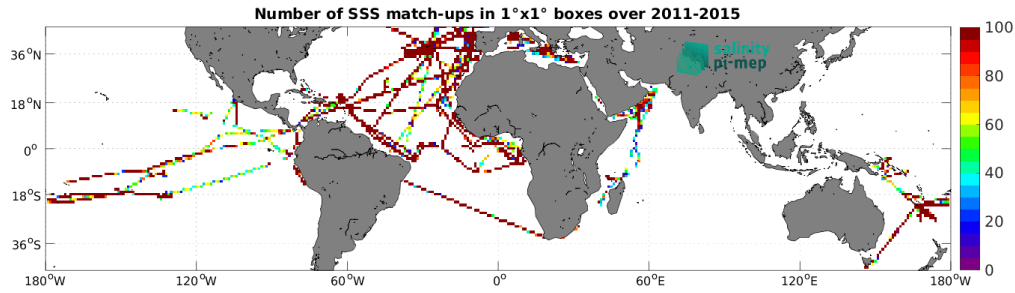 Number of SSS match-ups in 1°x1° boxes over 2011-2015
36°N
18°N
0°
18°S
36°S
180°W
120°W
60°W
0°
60°E
120°E
180°W
salinity
pi-mep
100
80
60
40
20
0